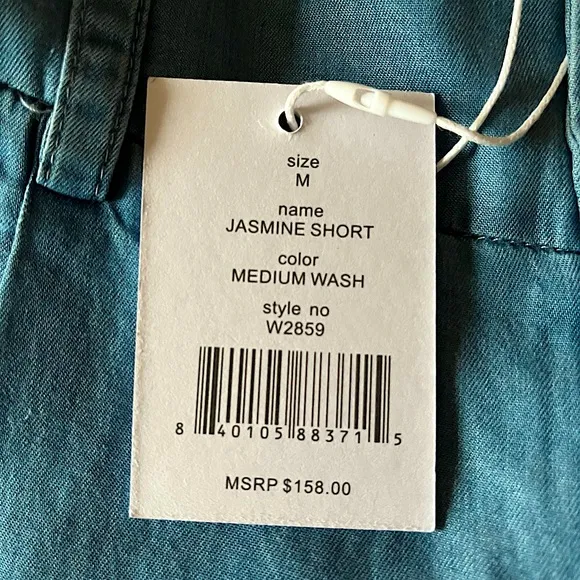 size
M
name
JASMINE SHORT
color
MEDIUM WASH
style no
W2859
8 40105 88371 5
MSRP $158.00